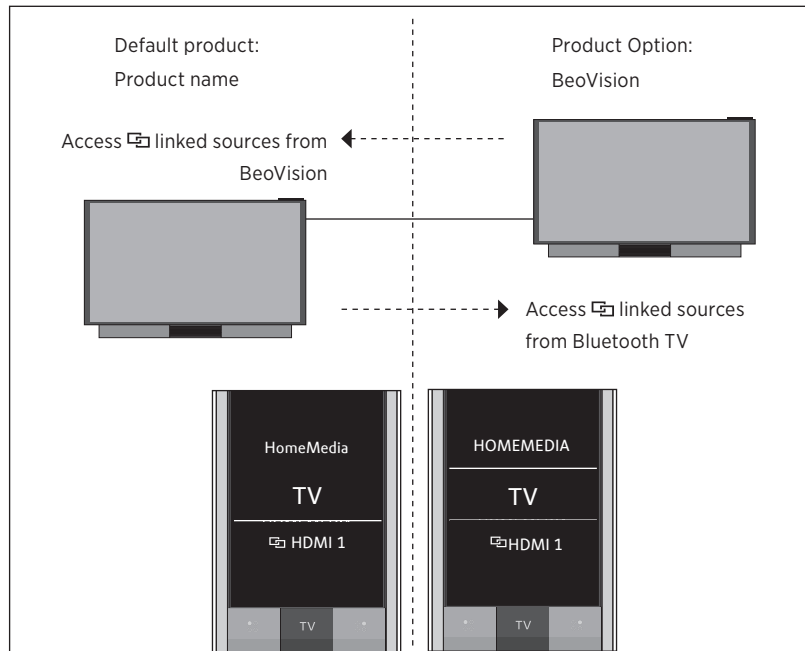 Default product:
Product name
Product Option:
BeoVision
Access linked sources from
BeoVision
Access linked sources
from Bluetooth TV
HomeMedia
TV
HDMI 1
TV
HOMEMEDIA
TV
HDMI 1
TV